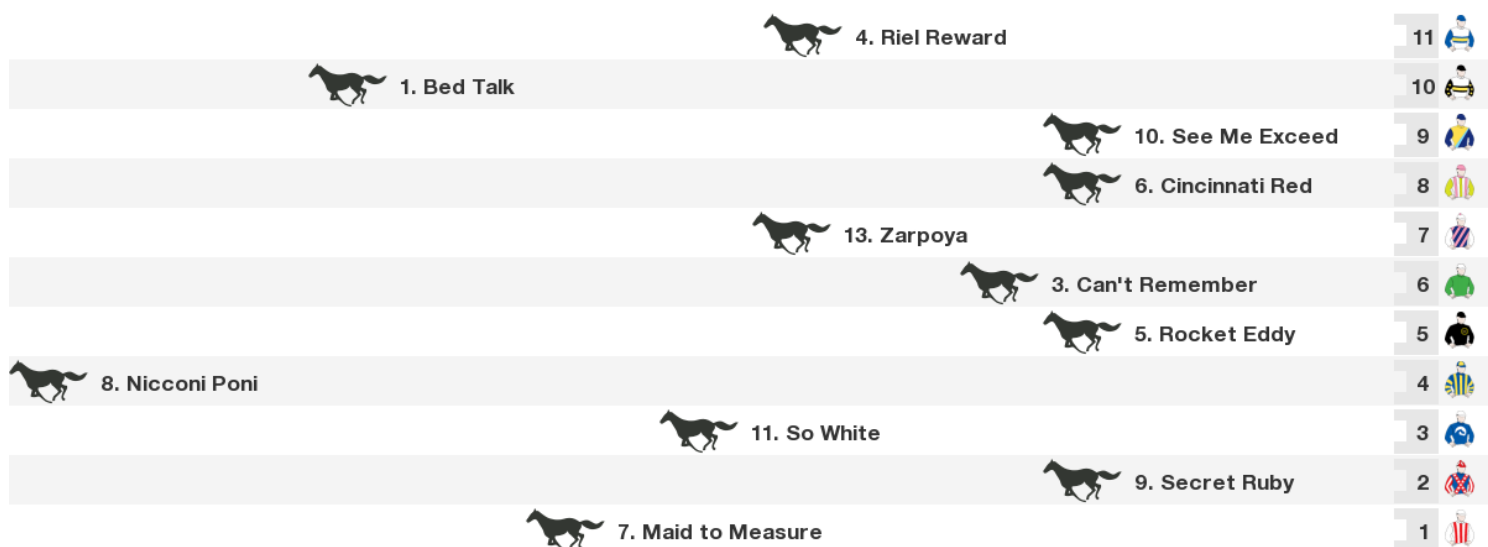 4. Riel Reward 11
1. Bed Talk 10
10. See Me Exceed 9
6. Cincinnati Red 8
13. Zarpoya 7
3. Can't Remember 6
5. Rocket Eddy 5
8. Nicconi Poni 4
11. So White 3
9. Secret Ruby 2
7. Maid to Measure 1